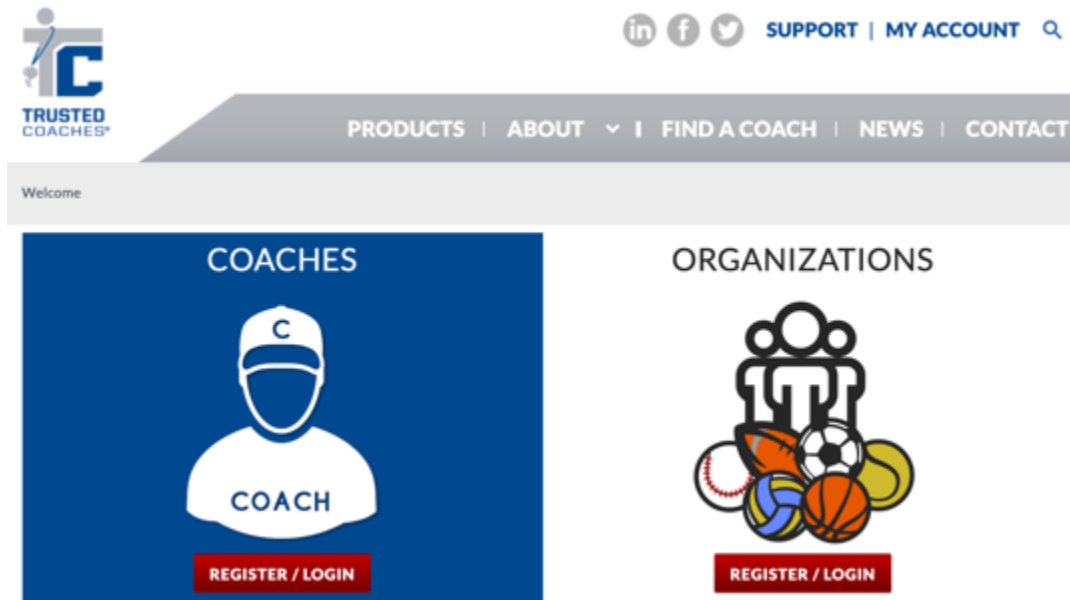 SUPPORT | MY ACCOUNT
TC
TRUSTED
COACHES®
PRODUCTS | ABOUT | FIND A COACH | NEWS | CONTACT
Welcome
COACHES
C
COACH
REGISTER / LOGIN
ORGANIZATIONS
REGISTER / LOGIN